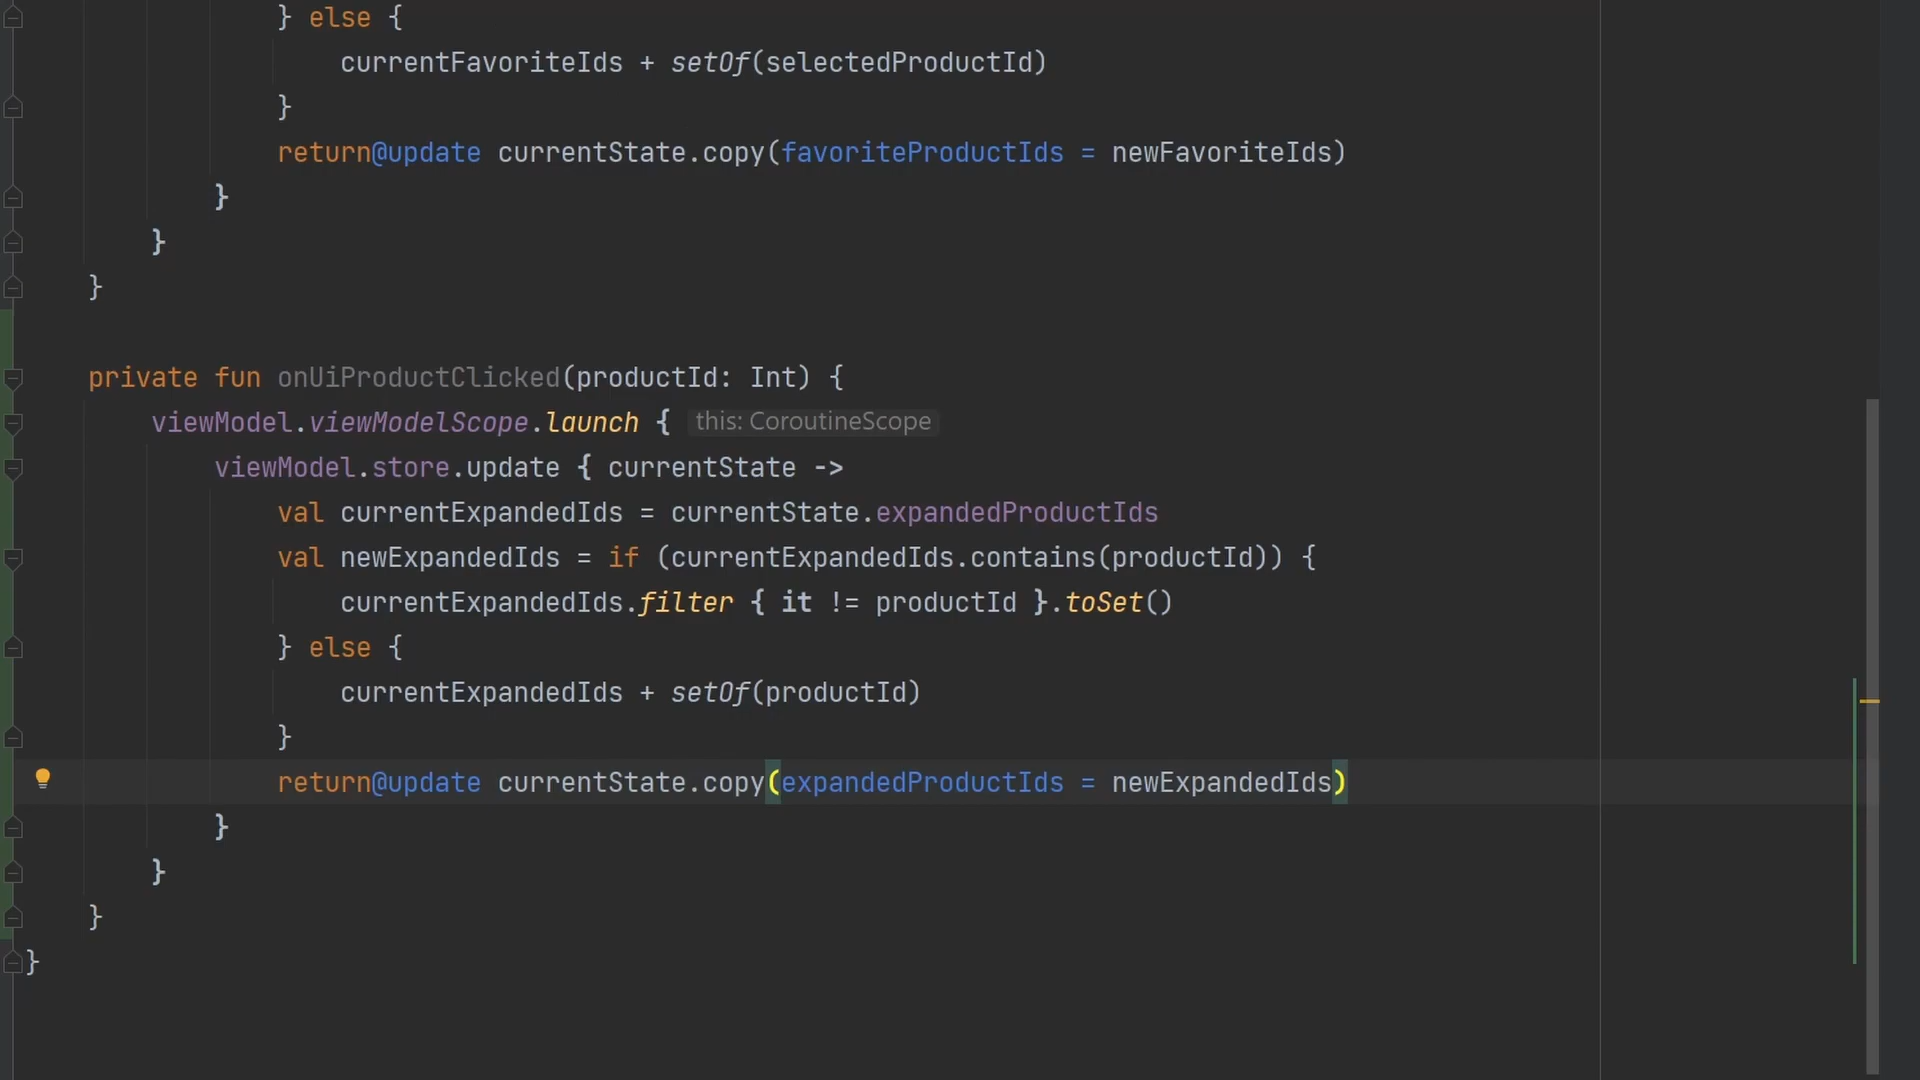 } else {
currentFavoriteIds + setOf(selectedProductId)
}
return@update currentState.copy(favoriteProductIds = newFavoriteIds)
}
}
}
private fun onUiProductClicked(productId: Int) {
viewModel.viewModelScope.launch { this: CoroutineScope
viewModel.store.update { currentState ->
val currentExpandedIds = currentState.expandedProductIds
val newExpandedIds = if (currentExpandedIds.contains(productId)) {
currentExpandedIds.filter { it != productId }.toSet()
} else {
currentExpandedIds + setOf(productId)
}
return@update currentState.copy(expandedProductIds = newExpandedIds)
}
}
}
}